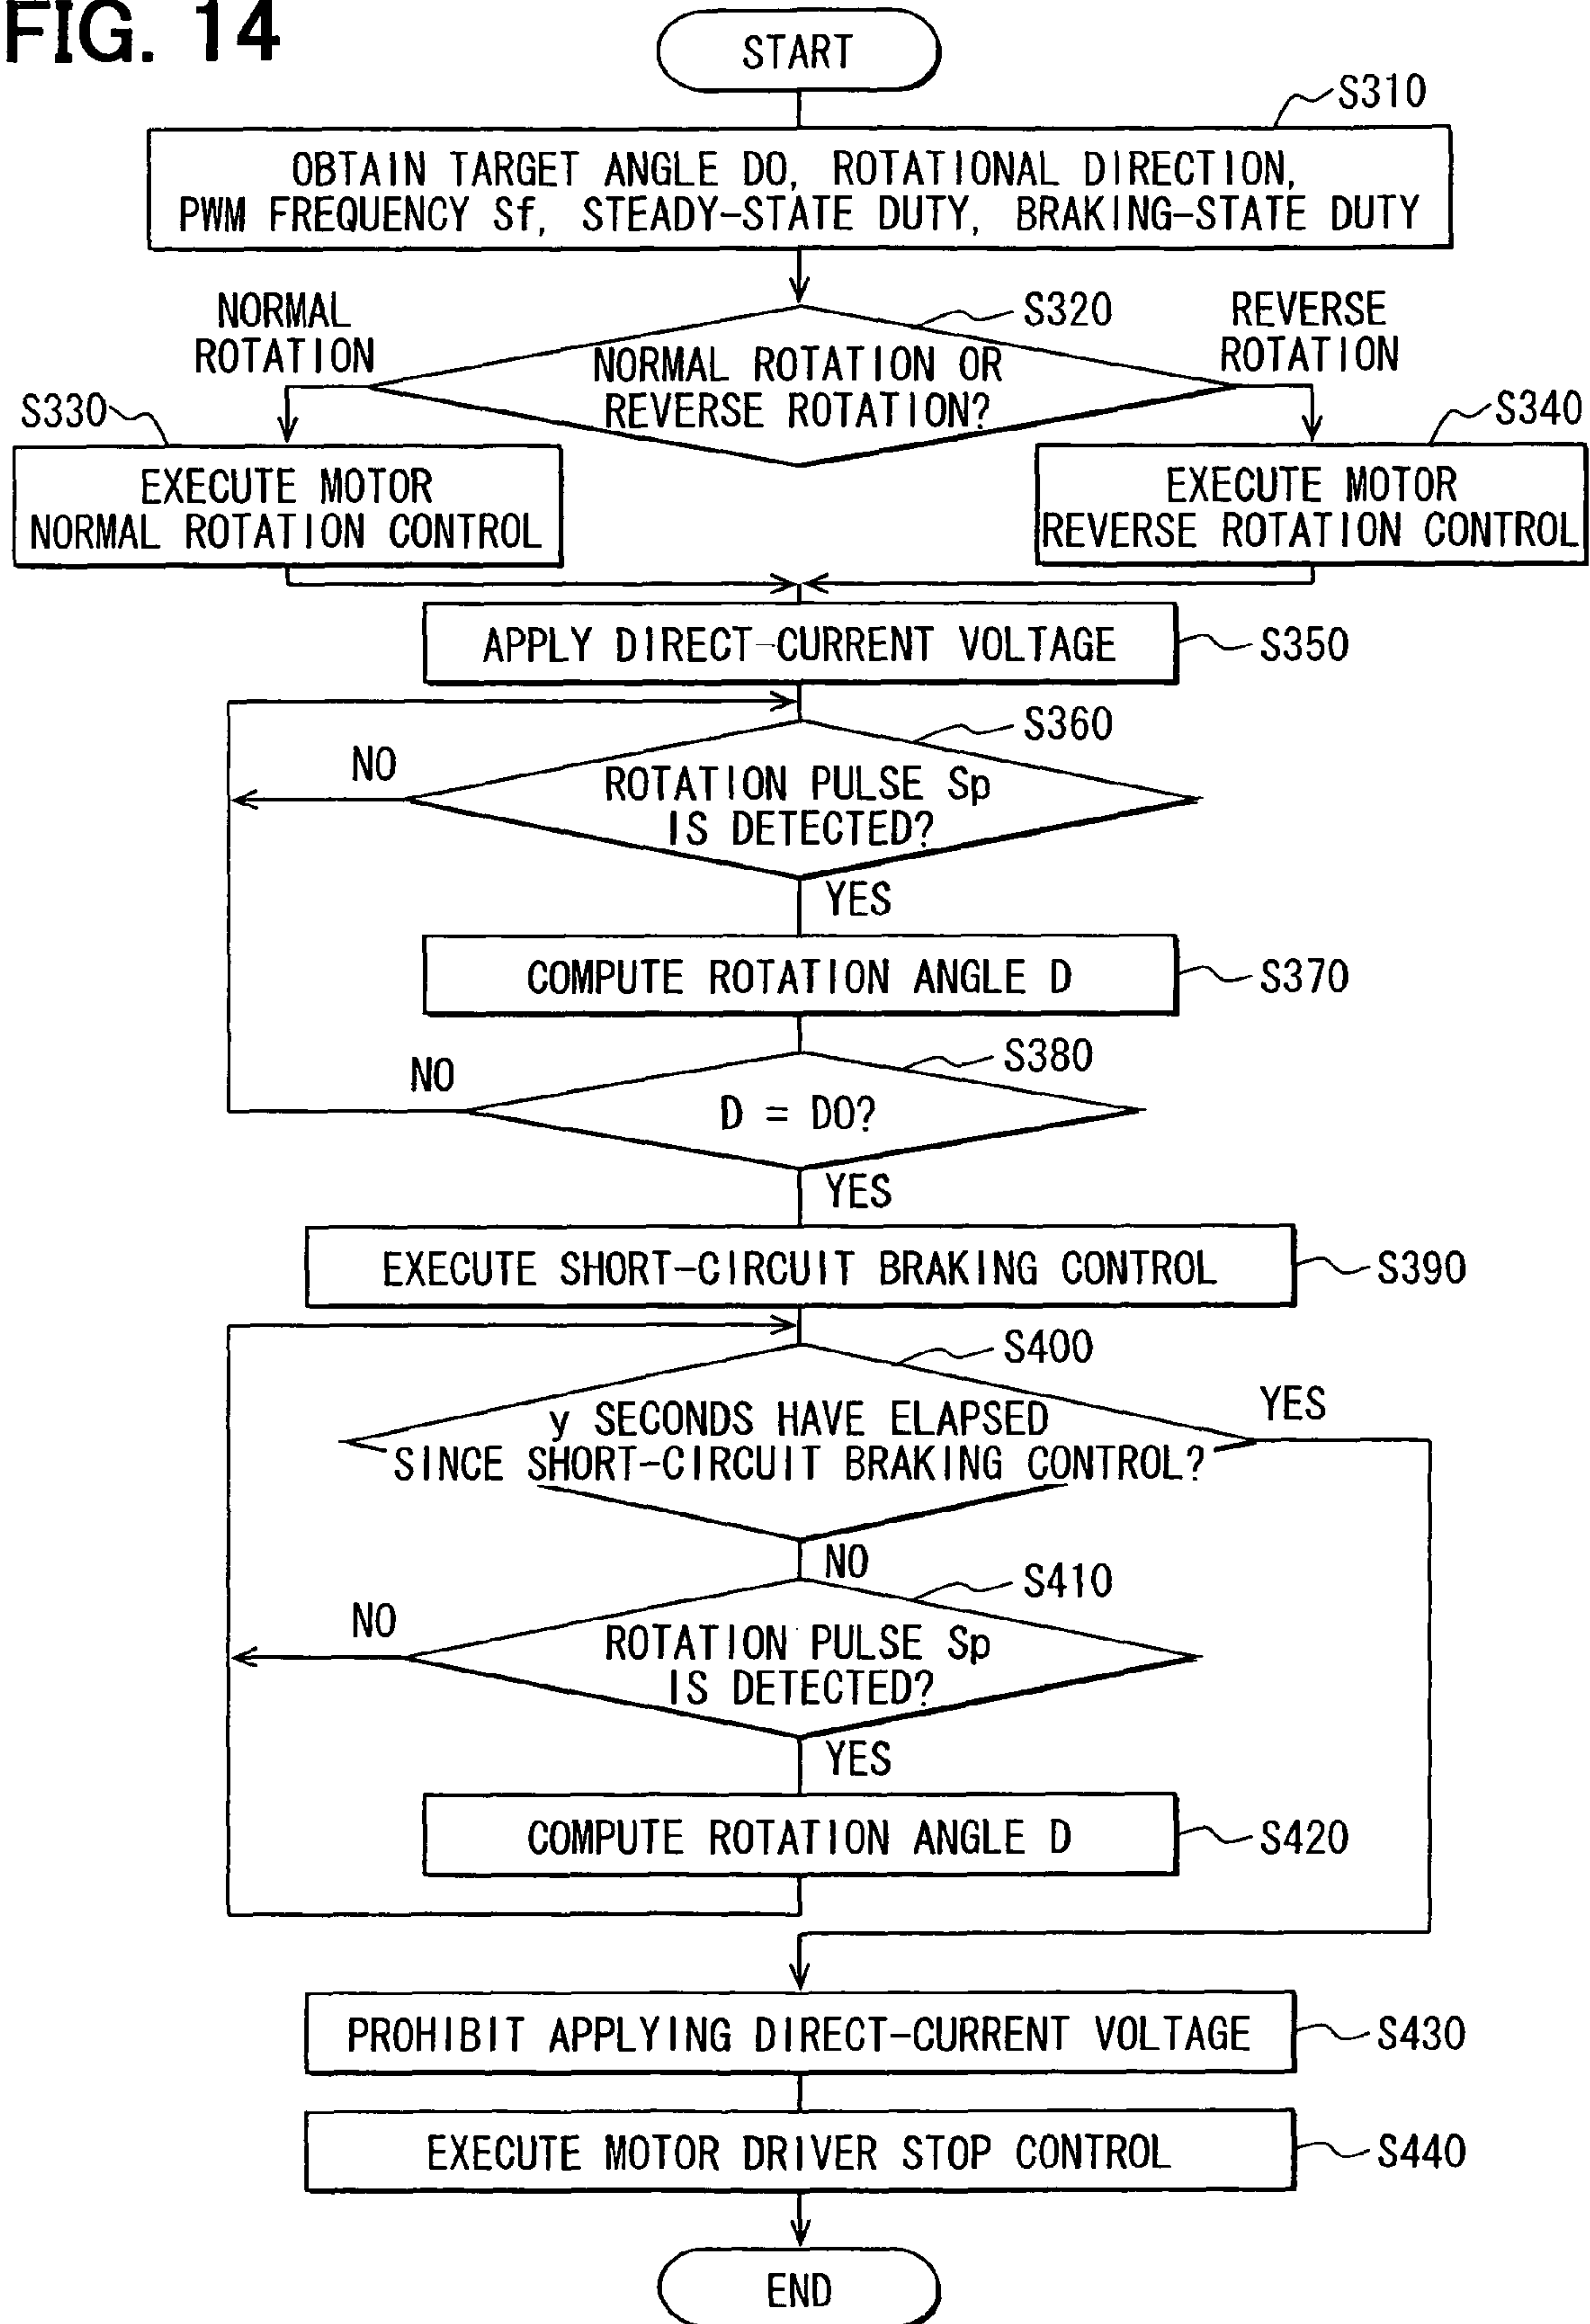 FIG. 14
START
S310
OBTAIN TARGET ANGLE DO, ROTATIONAL DIRECTION,
PWM FREQUENCY Sf, STEADY-STATE DUTY, BRAKING-STATE DUTY
NORMAL
ROTATION
S320
REVERSE
ROTATION
NORMAL ROTATION OR
REVERSE ROTATION?
S330
S340
EXECUTE MOTOR
NORMAL ROTATION CONTROL
EXECUTE MOTOR
REVERSE ROTATION CONTROL
APPLY DIRECT-CURRENT VOLTAGE
S350
S360
NO
ROTATION PULSE Sp
IS DETECTED?
YES
COMPUTE ROTATION ANGLE D
S370
S380
NO
D = DO?
YES
EXECUTE SHORT-CIRCUIT BRAKING CONTROL
S390
S400
YES
y SECONDS HAVE ELAPSED
SINCE SHORT-CIRCUIT BRAKING CONTROL?
NO
S410
NO
ROTATION PULSE Sp
IS DETECTED?
YES
COMPUTE ROTATION ANGLE D
S420
PROHIBIT APPLYING DIRECT-CURRENT VOLTAGE
S430
EXECUTE MOTOR DRIVER STOP CONTROL
S440
END